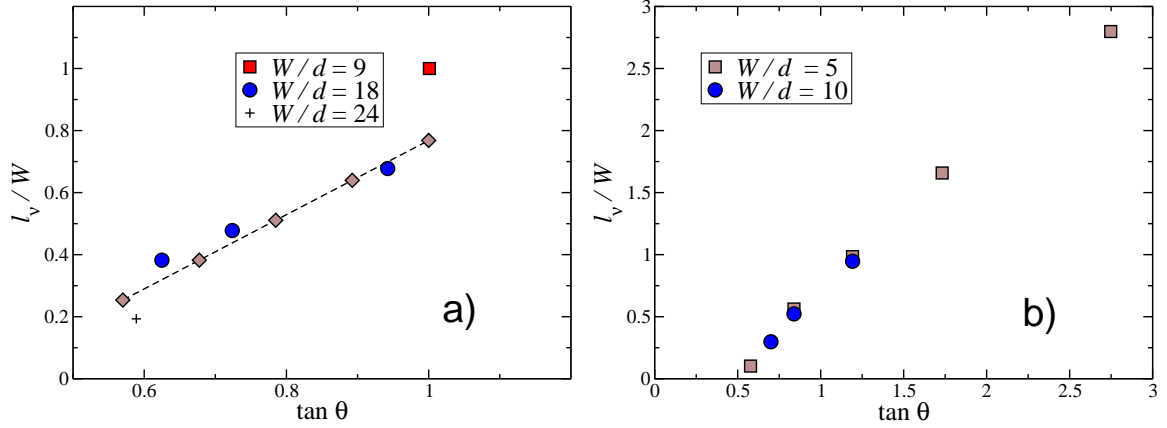 1
0.8
0.6
0.4
0.2
0
l_ν / W
W/d = 9
W/d = 18
W/d = 24
a)
0.6 0.8 1
tan θ
3
2.5
2
1.5
1
0.5
0
l_ν / W
W/d = 5
W/d = 10
b)
0 0.5 1 1.5 2 2.5 3
tan θ